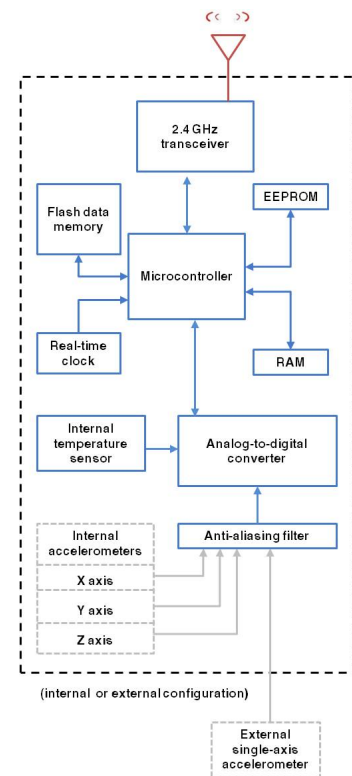 2.4 GHz
transceiver
Flash data
memory
EEPROM
Microcontroller
Real-time
clock
RAM
Internal
temperature
sensor
Analog-to-digital
converter
Internal
accelerometers
X axis
Y axis
Z axis
Anti-aliasing filter
(internal or external configuration)
External
single-axis
accelerometer